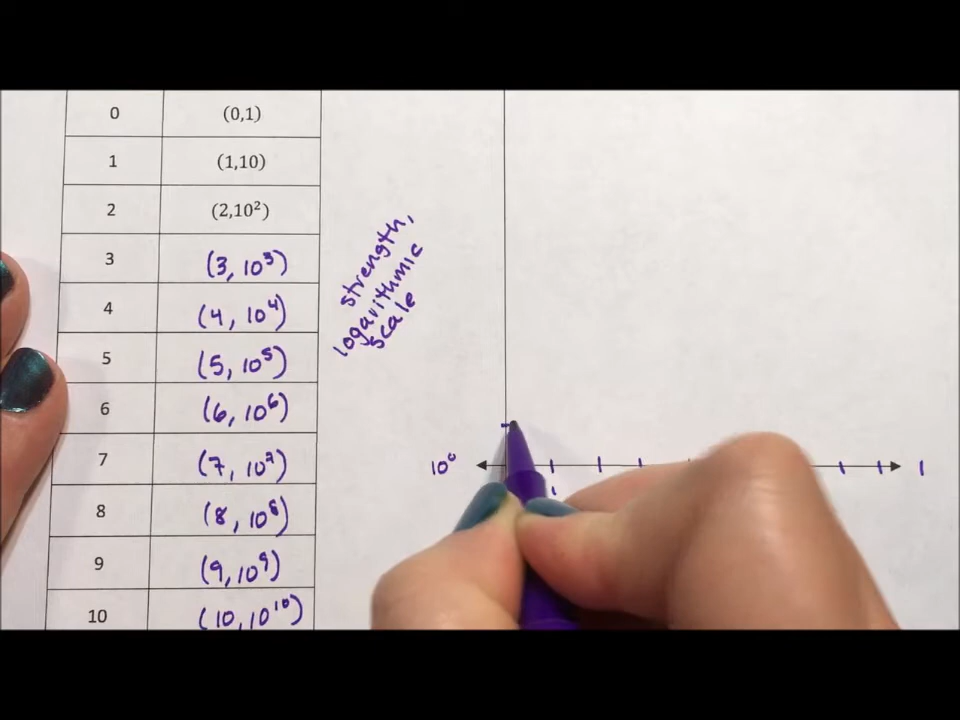 0 (0,1)
1 (1,10)
2 (2,10²)
3 (3, 10³)
4 (4, 10⁴)
5 (5, 10⁵)
6 (6, 10⁶)
7 (7, 10⁷)
8 (8, 10⁸)
9 (9, 10⁹)
10 (10, 10¹⁰)
strength,
logarithmic
scale
10⁰